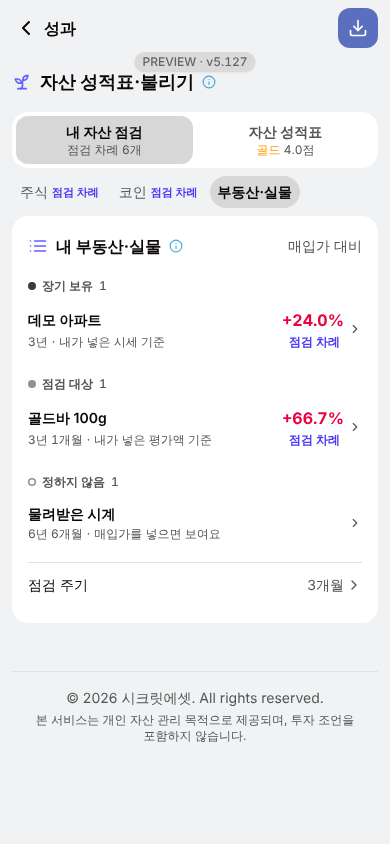 성과
PREVIEW · v5.127
자산 성적표·불리기
내 자산 점검
점검 차례 6개
자산 성적표
골드 4.0점
주식 점검 차례
코인 점검 차례
부동산·실물
내 부동산·실물
매입가 대비
장기 보유 1
데모 아파트
+24.0%
3년 · 내가 넣은 시세 기준
점검 차례
점검 대상 1
골드바 100g
+66.7%
3년 1개월 · 내가 넣은 평가액 기준
점검 차례
정하지 않음 1
물려받은 시계
6년 6개월 · 매입가를 넣으면 보여요
점검 주기
3개월
© 2026 시크릿에셋. All rights reserved.
본 서비스는 개인 자산 관리 목적으로 제공되며, 투자 조언을
포함하지 않습니다.